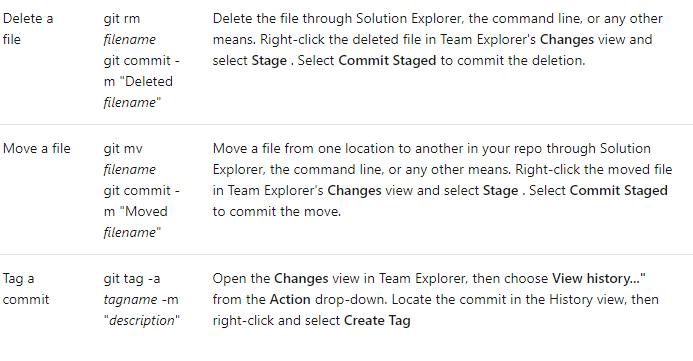 Delete a
file
git rm
filename
git commit -
m "Deleted
filename"
Delete the file through Solution Explorer, the command line, or any other
means. Right-click the deleted file in Team Explorer's Changes view and
select Stage . Select Commit Staged to commit the deletion.
Move a file
git mv
filename
git commit -
m "Moved
filename"
Move a file from one location to another in your repo through Solution
Explorer, the command line, or any other means. Right-click the moved file
in Team Explorer's Changes view and select Stage . Select Commit Staged
to commit the move.
Tag a
commit
git tag -a
tagname -m
"description"
Open the Changes view in Team Explorer, then choose View history..."
from the Action drop-down. Locate the commit in the History view, then
right-click and select Create Tag